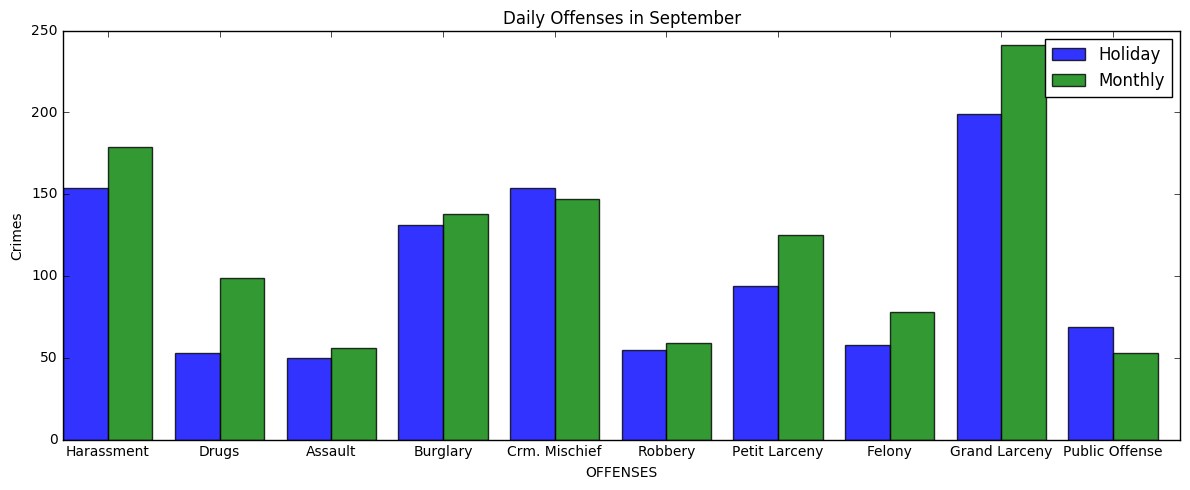 Daily Offenses in September
Holiday
Monthly
250
200
150
100
50
0
Crimes
Harassment Drugs Assault Burglary Crm. Mischief Robbery Petit Larceny Felony Grand Larceny Public Offense
OFFENSES